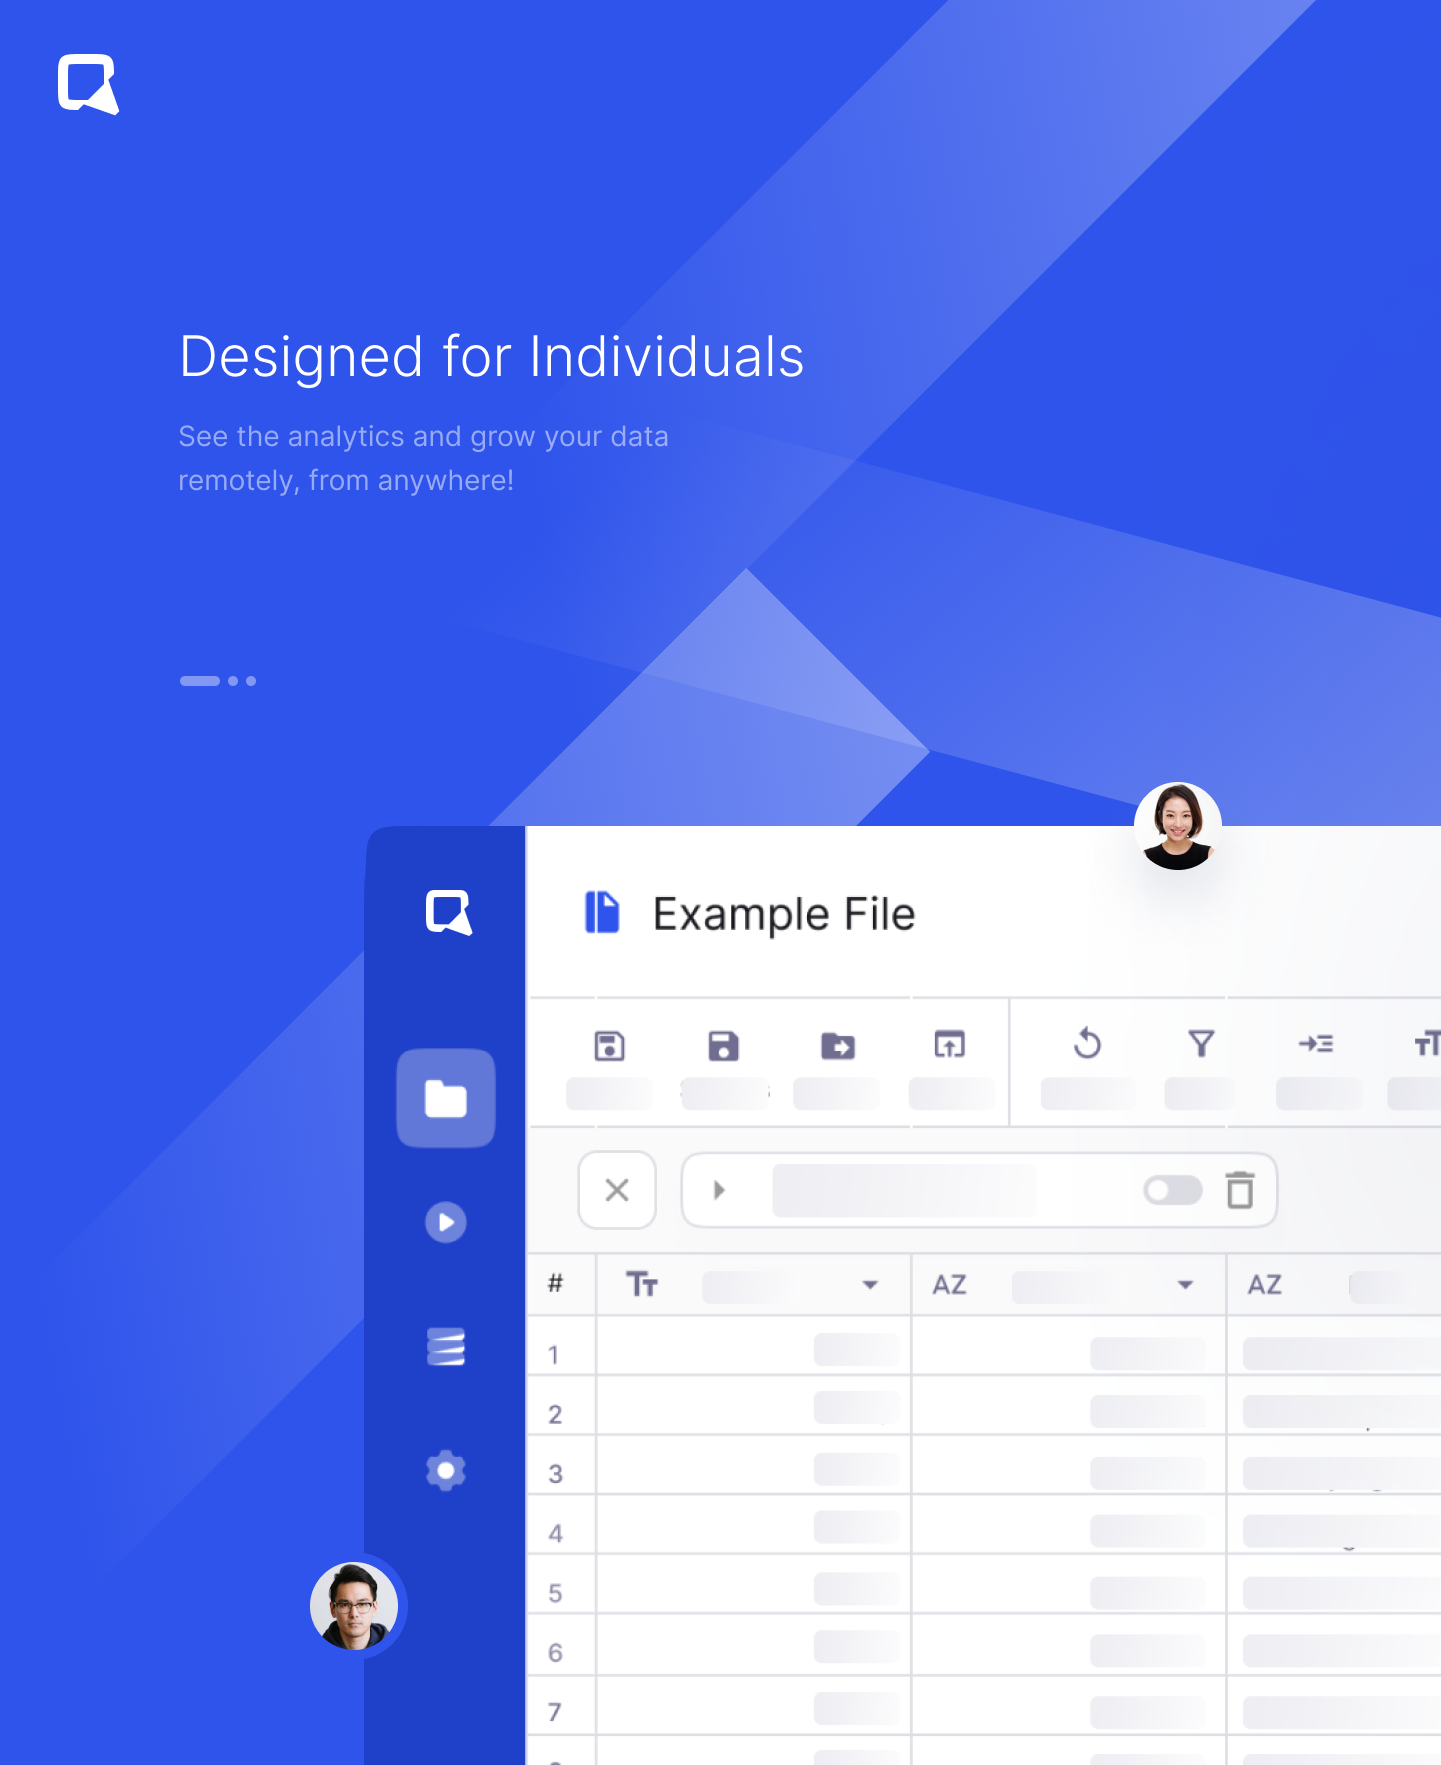 Designed for Individuals
See the analytics and grow your data
remotely, from anywhere!
Example File
#
Tт
AZ
AZ
1
2
3
4
5
6
7